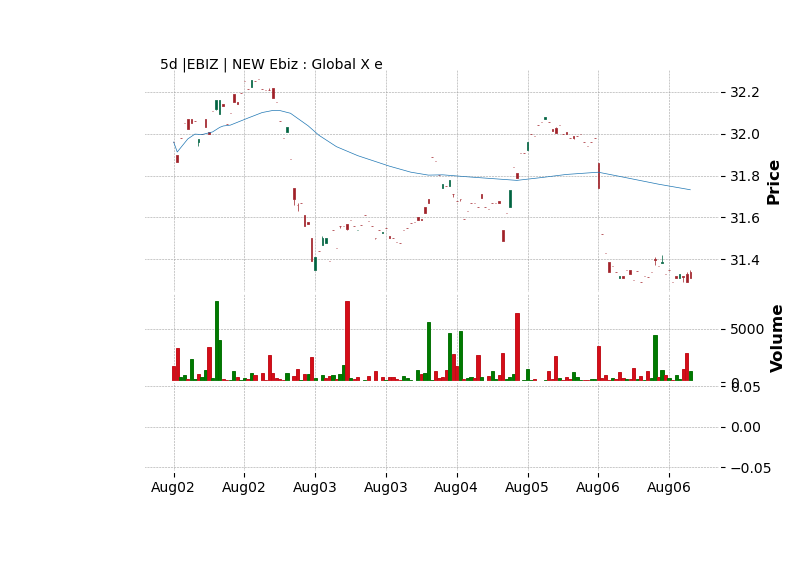 5d |EBIZ | NEW Ebiz : Global X e
32.2
32.0
31.8
31.6
31.4
Price
5000
0
Volume
0.05
0.00
−0.05
Aug02 Aug02 Aug03 Aug03 Aug04 Aug05 Aug06 Aug06